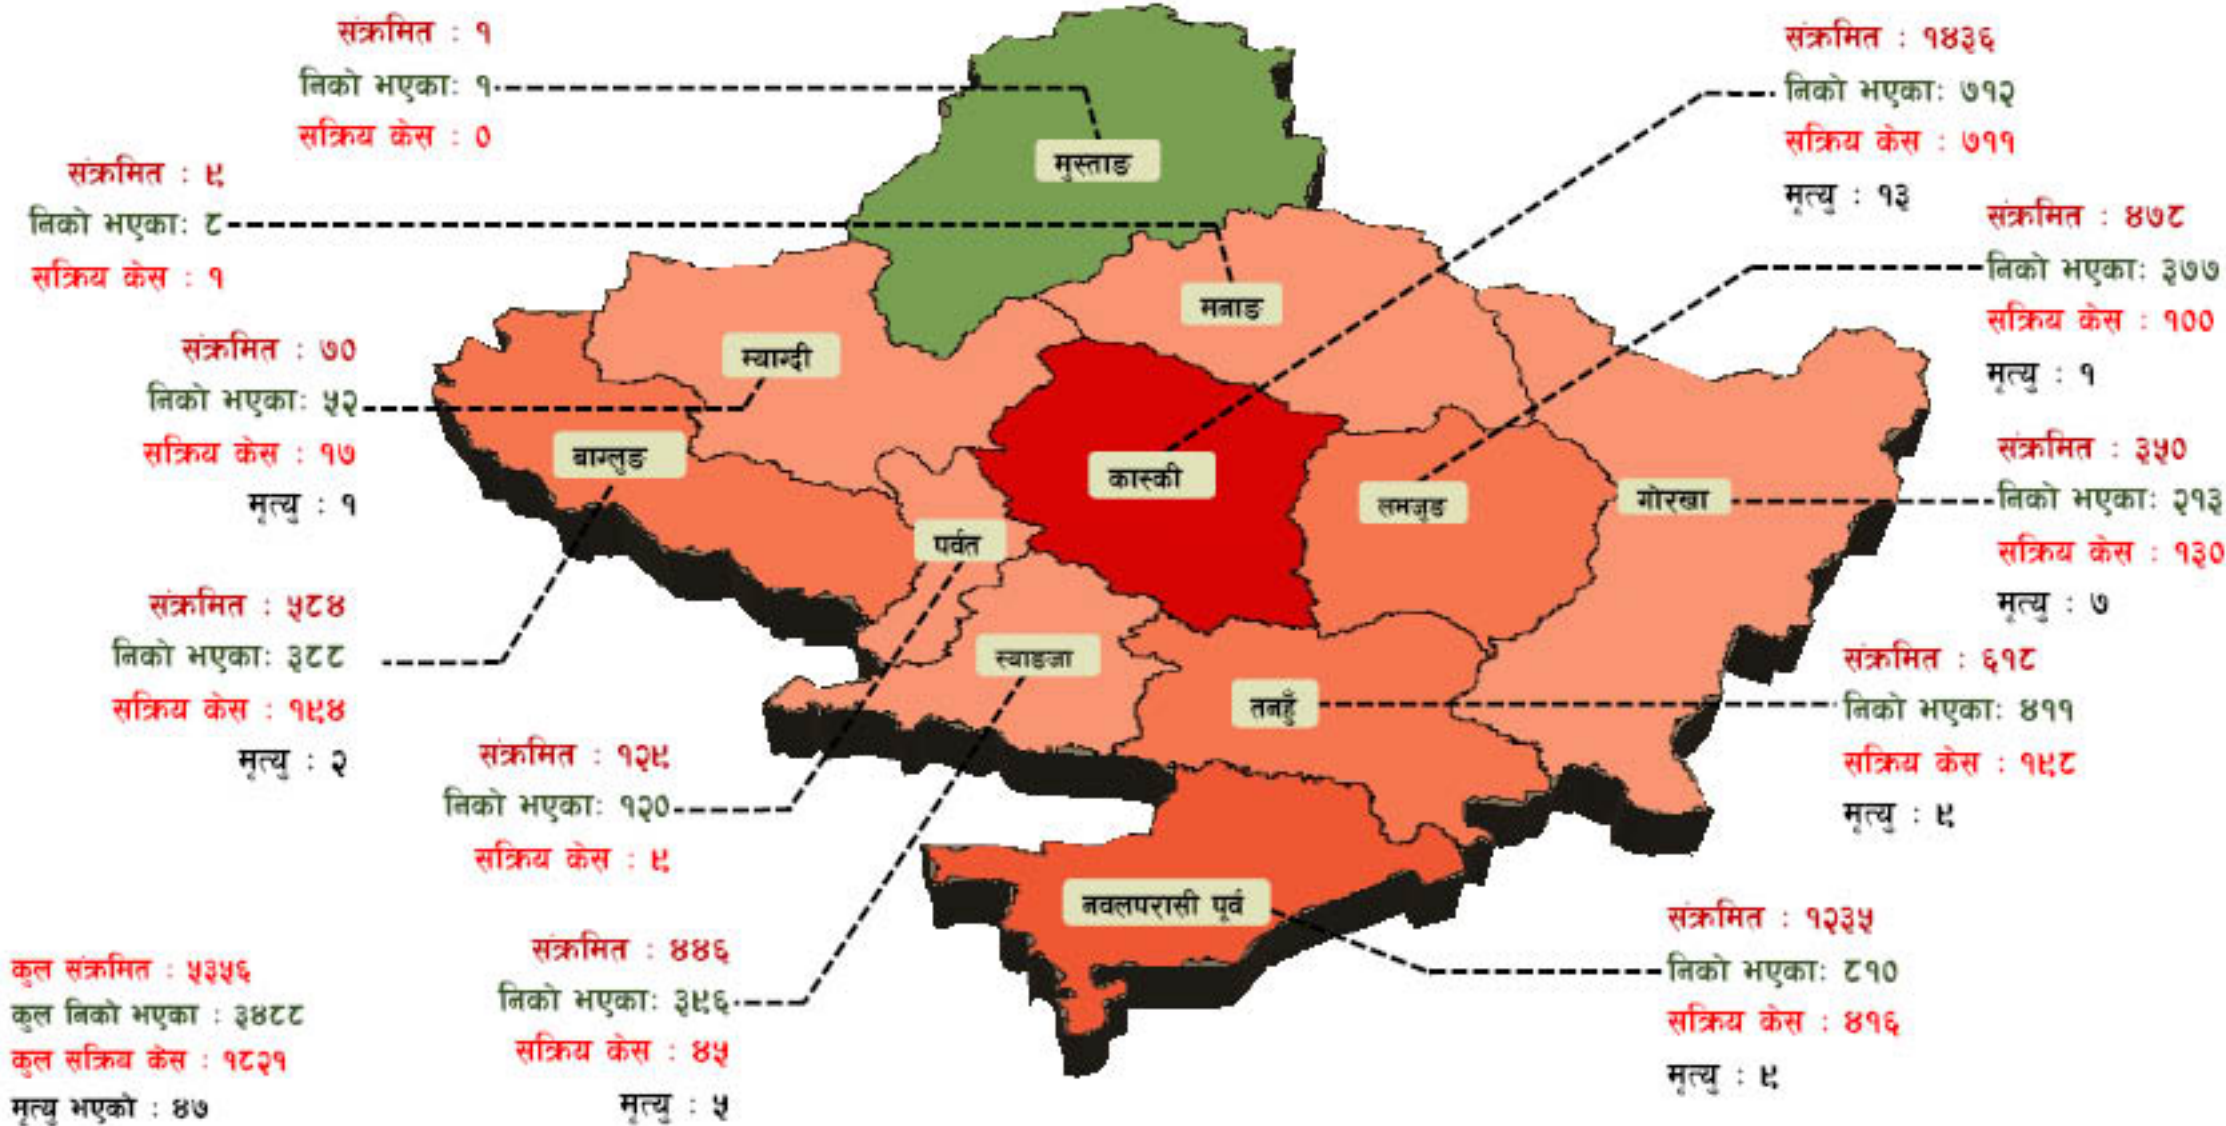 संक्रमित : १
निको भएका: १
सक्रिय केस : 0
मुस्ताङ
संक्रमित : ९
निको भएका: ८
सक्रिय केस : १
मनाङ
संक्रमित : ७०
निको भएका: ५२
सक्रिय केस : १७
मृत्यु : १
म्याग्दी
संक्रमित : ५८४
निको भएका: ३८८
सक्रिय केस : १९४
मृत्यु : २
बाग्लुङ
संक्रमित : १२९
निको भएका: १२०
सक्रिय केस : ९
पर्वत
संक्रमित : ४४६
निको भएका: ३९६
सक्रिय केस : ४५
मृत्यु : ५
स्याङजा
संक्रमित : १४३६
निको भएका: ७१२
सक्रिय केस : ७११
मृत्यु : १३
कास्की
संक्रमित : ४७८
निको भएका: ३७७
सक्रिय केस : १००
मृत्यु : १
लमजुङ
संक्रमित : ३५०
निको भएका: २१३
सक्रिय केस : १३०
मृत्यु : ७
गोरखा
संक्रमित : ६१८
निको भएका: ४११
सक्रिय केस : १९८
मृत्यु : ९
तनहुँ
संक्रमित : १२३५
निको भएका: ८१०
सक्रिय केस : ४१६
मृत्यु : ९
नवलपरासी पूर्व
कुल संक्रमित : ५३५६
कुल निको भएका : ३४८८
कुल सक्रिय केस : १८२१
मृत्यु भएको : ४७